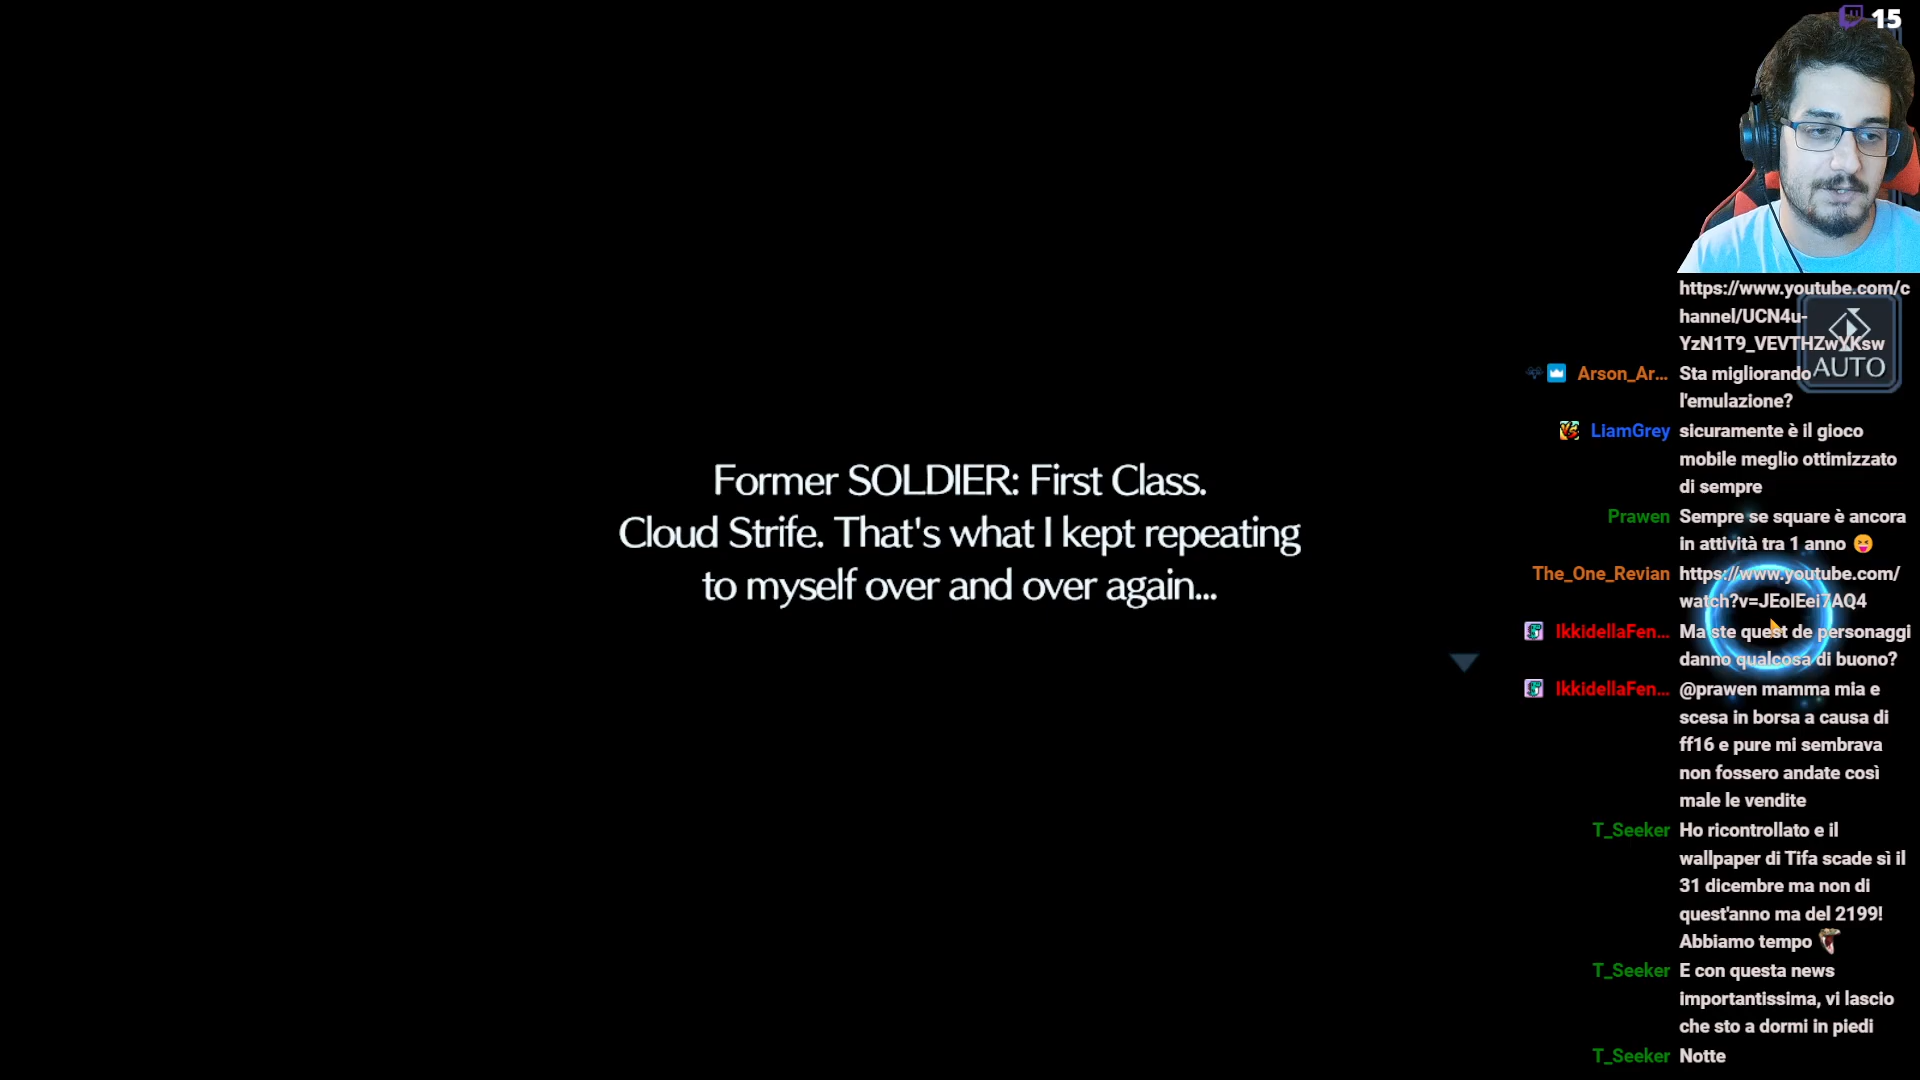 15
https://www.youtube.com/c
hannel/UCN4u-
YzN1T9_VEVTHZwYKsw
AUTO
Arson_Ar... Sta migliorando
l'emulazione?
LiamGrey sicuramente è il gioco
mobile meglio ottimizzato
di sempre
Former SOLDIER: First Class.
Cloud Strife. That's what I kept repeating
to myself over and over again...
Prawen Sempre se square è ancora
in attività tra 1 anno 😝
The_One_Revian https://www.youtube.com/
watch?v=JEolEei7AQ4
IkkidellaFen... Ma ste quest de personaggi
danno qualcosa di buono?
IkkidellaFen... @prawen mamma mia e
scesa in borsa a causa di
ff16 e pure mi sembrava
non fossero andate così
male le vendite
T_Seeker Ho ricontrollato e il
wallpaper di Tifa scade sì il
31 dicembre ma non di
quest'anno ma del 2199!
Abbiamo tempo
T_Seeker E con questa news
importantissima, vi lascio
che sto a dormi in piedi
T_Seeker Notte